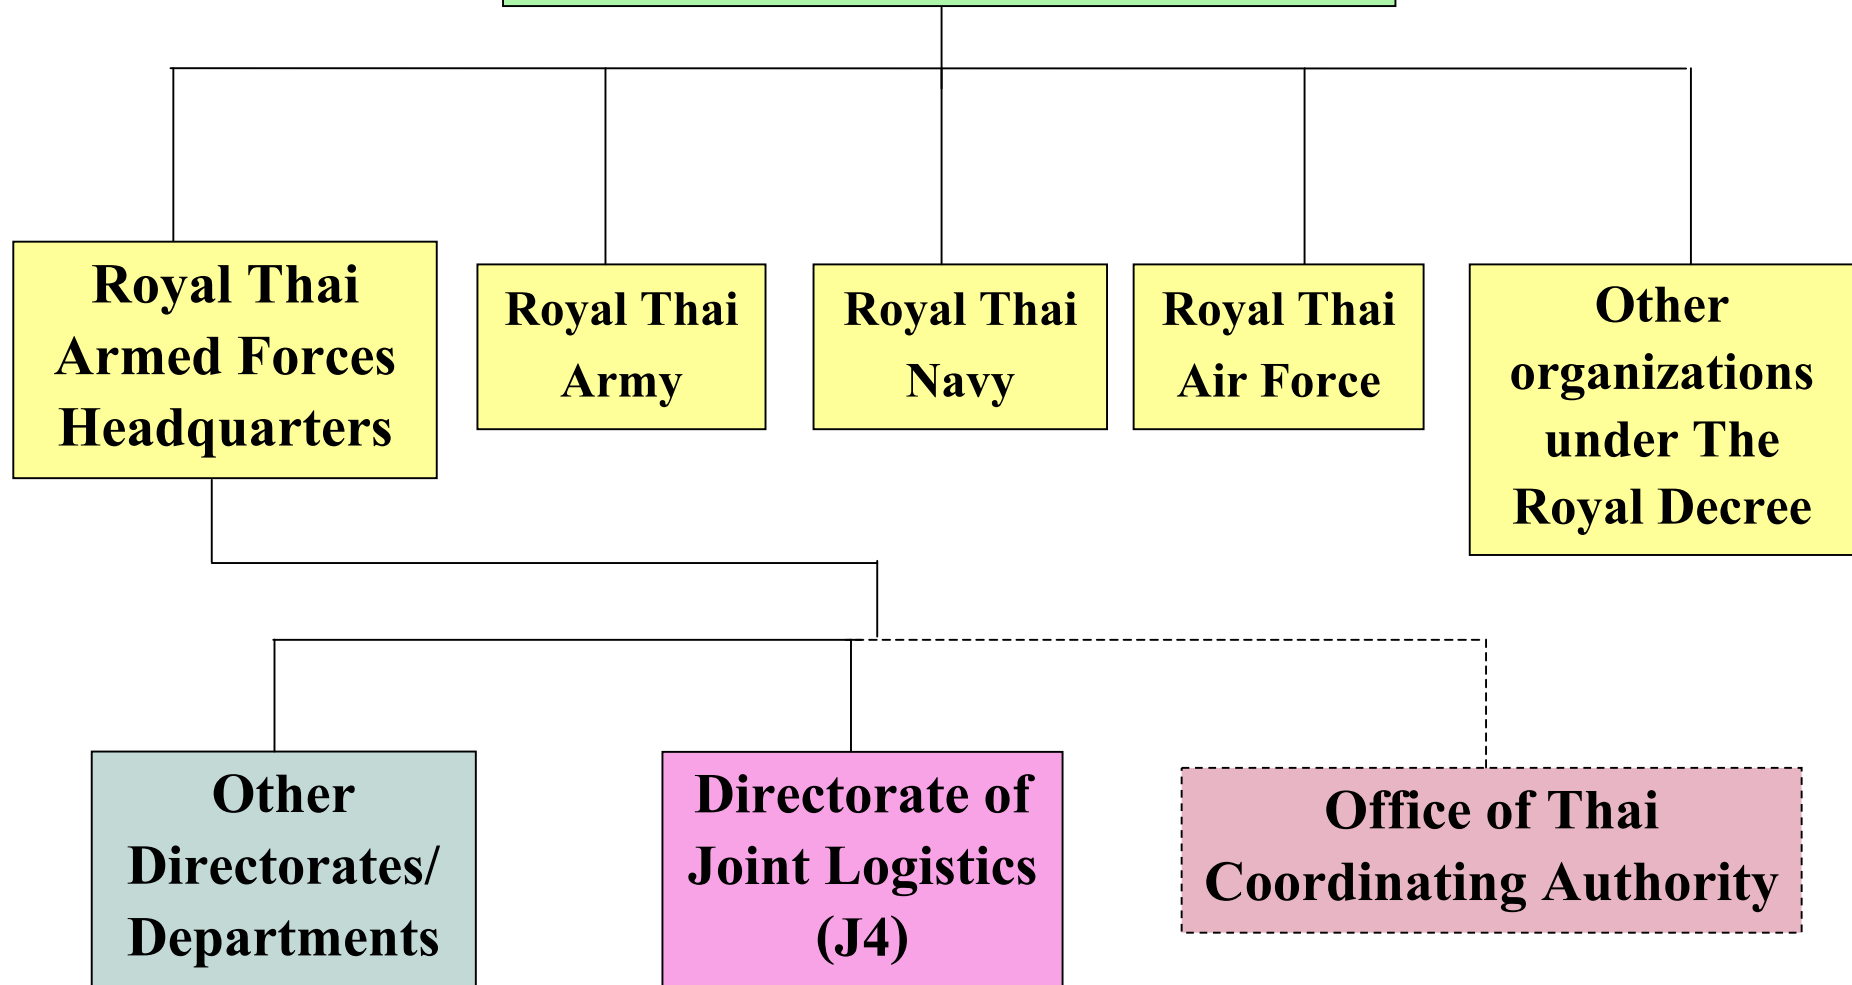 Royal Thai
Armed Forces
Headquarters
Royal Thai
Army
Royal Thai
Navy
Royal Thai
Air Force
Other
organizations
under The
Royal Decree
Other
Directorates/
Departments
Directorate of
Joint Logistics
(J4)
Office of Thai
Coordinating Authority